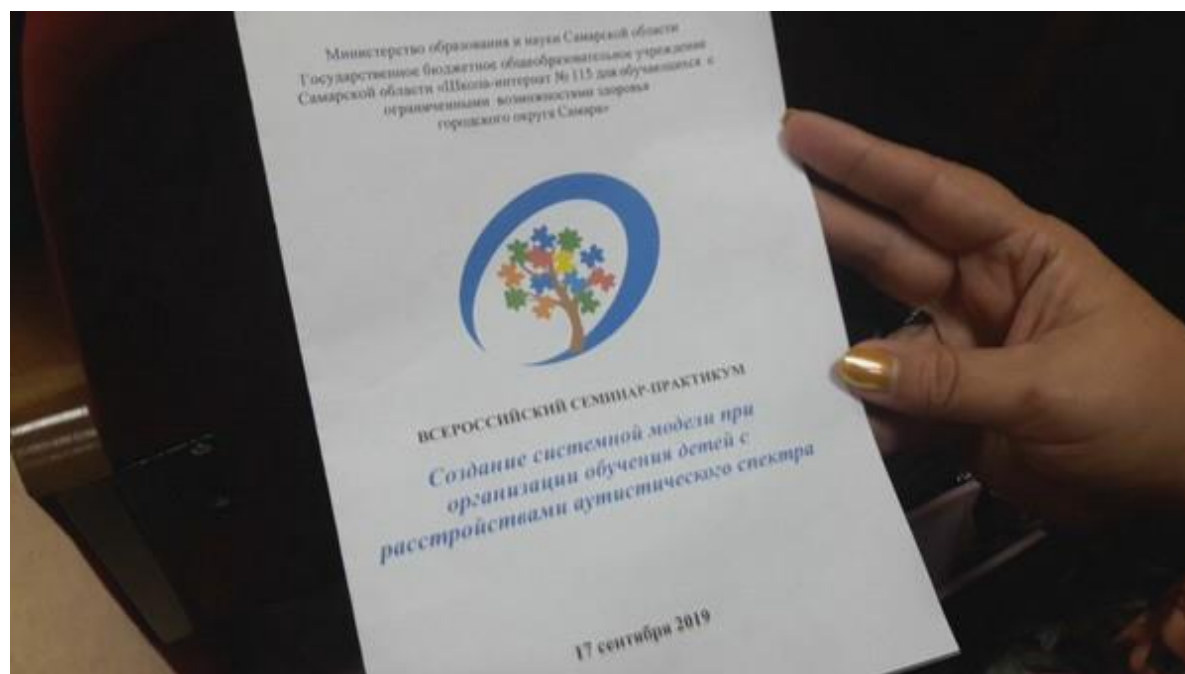 Министерство образования и науки Самарской области
Государственное бюджетное общеобразовательное учреждение
Самарской области «Школа-интернат № 115 для обучающихся с
ограниченными возможностями здоровья
городского округа Самара»
ВСЕРОССИЙСКИЙ СЕМИНАР-ПРАКТИКУМ
Создание системной модели при
организации обучения детей с
расстройствами аутистического спектра
17 сентября 2019